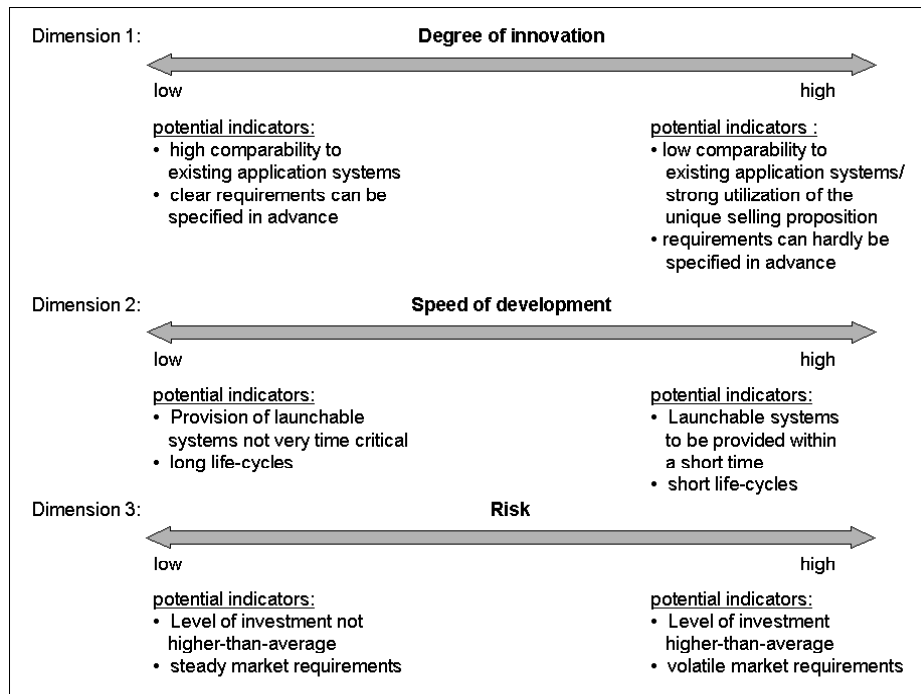 Dimension 1: Degree of innovation
low high
potential indicators:
• high comparability to
existing application systems
• clear requirements can be
specified in advance
potential indicators :
• low comparability to
existing application systems/
strong utilization of the
unique selling proposition
• requirements can hardly be
specified in advance
Dimension 2: Speed of development
low high
potential indicators:
• Provision of launchable
systems not very time critical
• long life-cycles
potential indicators:
• Launchable systems
to be provided within
a short time
• short life-cycles
Dimension 3: Risk
low high
potential indicators:
• Level of investment not
higher-than-average
• steady market requirements
potential indicators:
• Level of investment
higher-than-average
• volatile market requirements